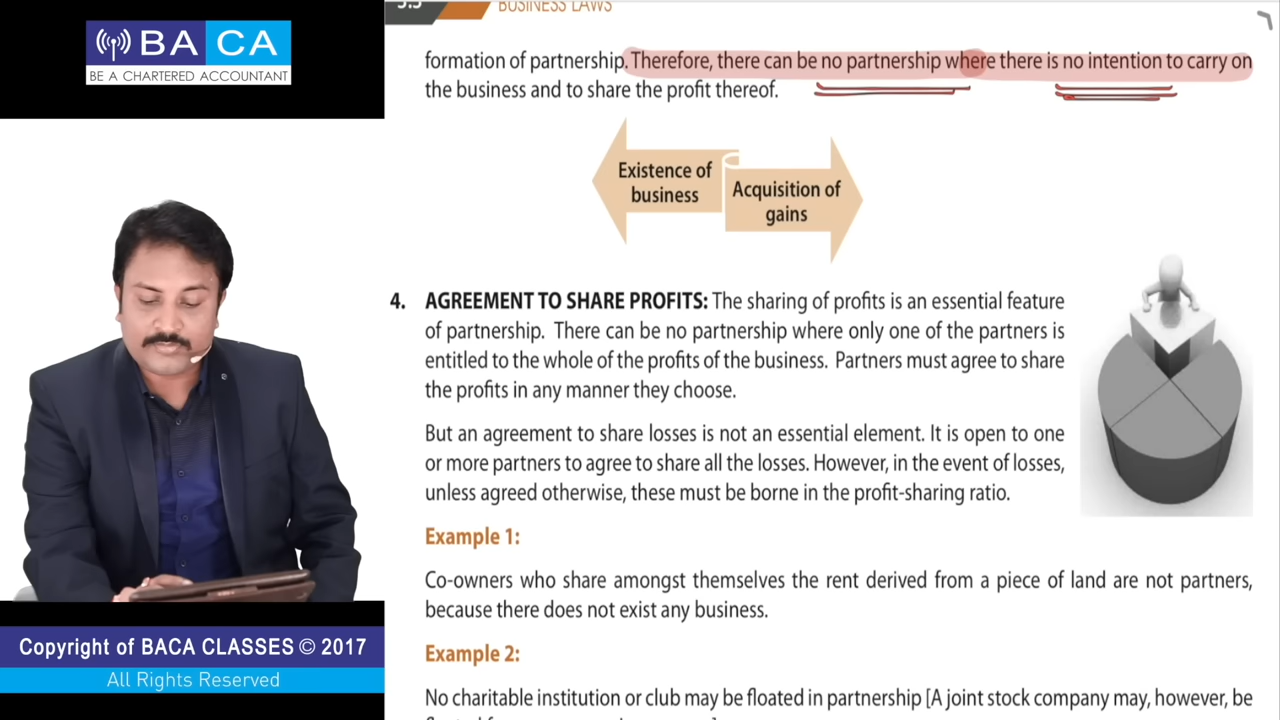 BA CA
BE A CHARTERED ACCOUNTANT
BUSINESS LAWS
formation of partnership. Therefore, there can be no partnership where there is no intention to carry on
the business and to share the profit thereof.
Existence of
business
Acquisition of
gains
4. AGREEMENT TO SHARE PROFITS: The sharing of profits is an essential feature
of partnership. There can be no partnership where only one of the partners is
entitled to the whole of the profits of the business. Partners must agree to share
the profits in any manner they choose.
But an agreement to share losses is not an essential element. It is open to one
or more partners to agree to share all the losses. However, in the event of losses,
unless agreed otherwise, these must be borne in the profit-sharing ratio.
Example 1:
Co-owners who share amongst themselves the rent derived from a piece of land are not partners,
because there does not exist any business.
Example 2:
No charitable institution or club may be floated in partnership [A joint stock company may, however, be
Copyright of BACA CLASSES © 2017
All Rights Reserved